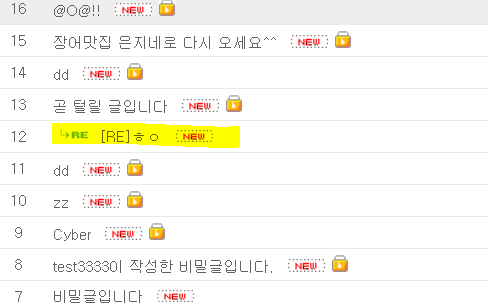 16 @O@!! NEW
15 장어맛집 은지네로 다시 오세요^^ NEW
14 dd NEW
13 곧 털릴 글입니다 NEW
12 RE [RE]ㅎㅇ NEW
11 dd NEW
10 zz NEW
9 Cyber NEW
8 test33330이 작성한 비밀글입니다. NEW
7 비밀글입니다 NEW